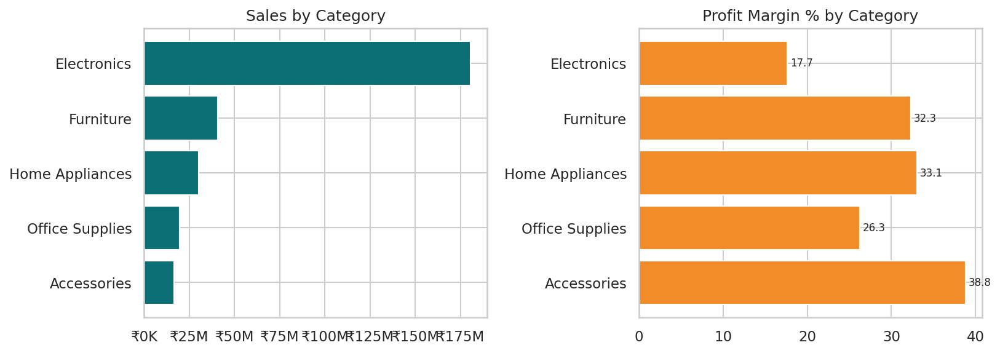 Sales by Category
Electronics
Furniture
Home Appliances
Office Supplies
Accessories
₹0K ₹25M ₹50M ₹75M ₹100M ₹125M ₹150M ₹175M
Profit Margin % by Category
Electronics 17.7
Furniture 32.3
Home Appliances 33.1
Office Supplies 26.3
Accessories 38.8
0 10 20 30 40